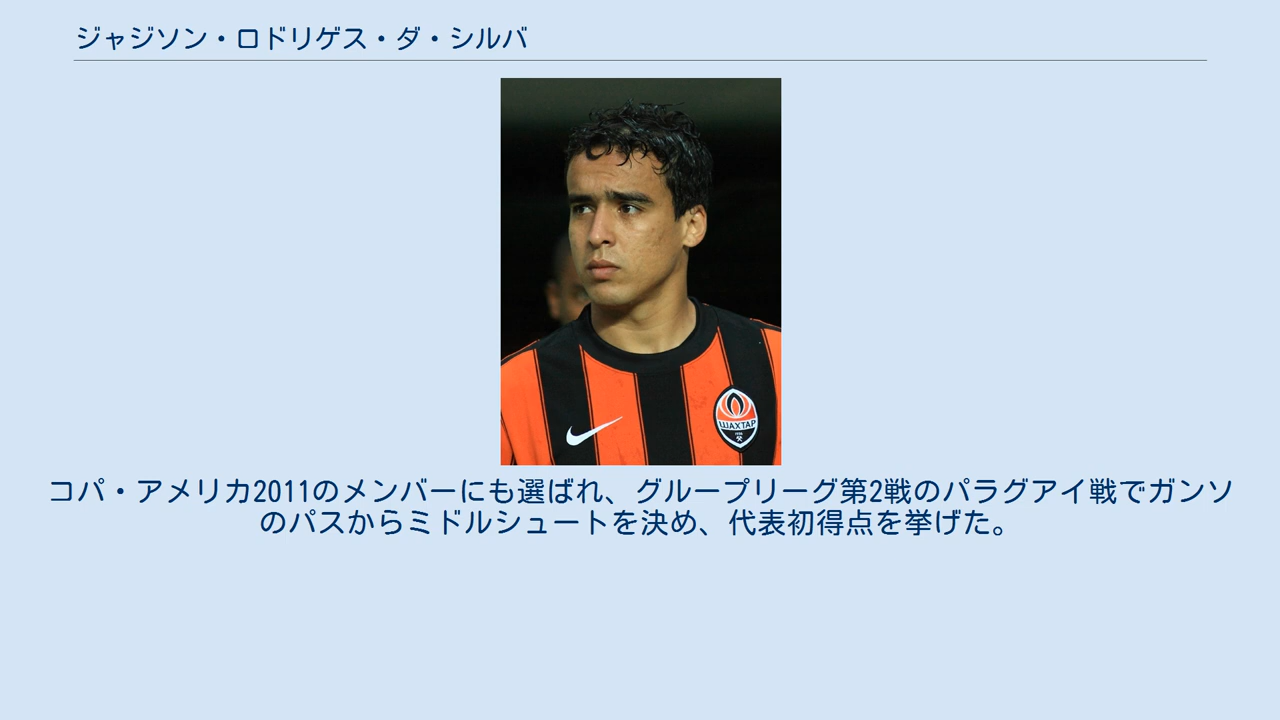 ジャジソン・ロドリゲス・ダ・シルバ
ШАХТАР
1936
コパ・アメリカ2011のメンバーにも選ばれ、グループリーグ第2戦のパラグアイ戦でガンソ
のパスからミドルシュートを決め、代表初得点を挙げた。